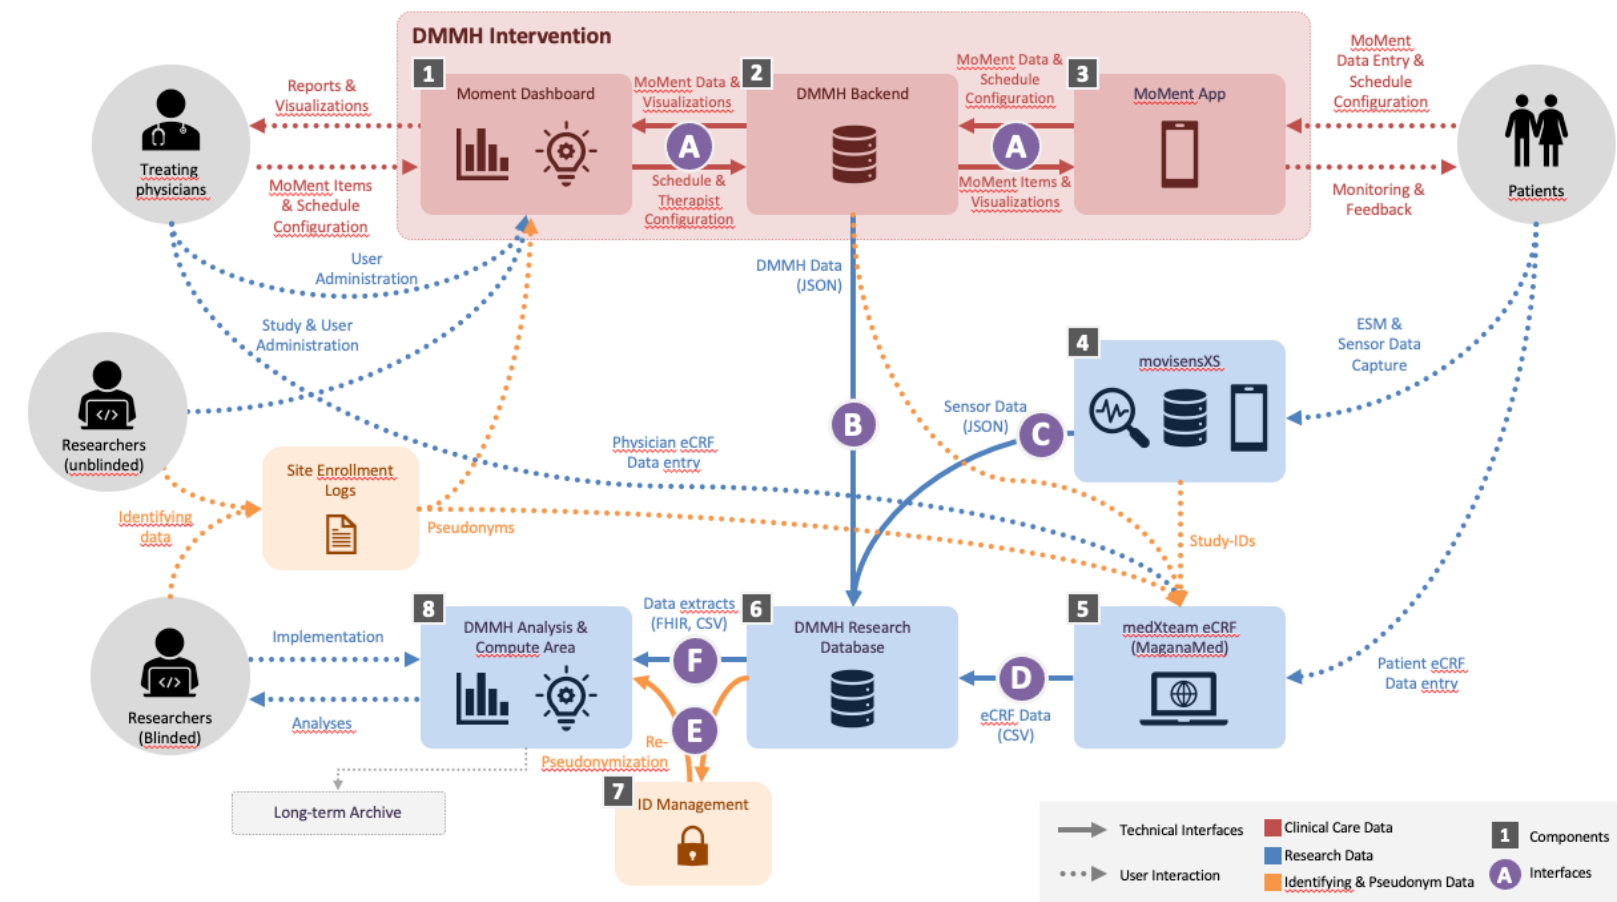 DMMH Intervention
Reports &
Visualizations
Treating
physicians
MoMent Items
& Schedule
Configuration
1
Moment Dashboard
MoMent Data &
Visualizations
A
Schedule &
Therapist
Configuration
2
DMMH Backend
MoMent Data &
Schedule
Configuration
A
MoMent Items &
Visualizations
3
MoMent App
MoMent
Data Entry &
Schedule
Configuration
Monitoring &
Feedback
Patients
User
Administration
Study & User
Administration
DMMH Data
(JSON)
B
Researchers
(unblinded)
Identifying
data
Site Enrollment
Logs
Pseudonyms
Physician eCRF
Data entry
Sensor Data
(JSON)
C
4
movisensXS
ESM &
Sensor Data
Capture
Study-IDs
Researchers
(Blinded)
Implementation
Analyses
8
DMMH Analysis &
Compute Area
Data extracts
(FHIR, CSV)
F
E
Re-
Pseudonymization
6
DMMH Research
Database
D
eCRF Data
(CSV)
5
medXteam eCRF
(MaganaMed)
Patient eCRF
Data entry
Long-term Archive
7
ID Management
Technical Interfaces
User Interaction
Clinical Care Data
Research Data
Identifying & Pseudonym Data
1
Components
A
Interfaces